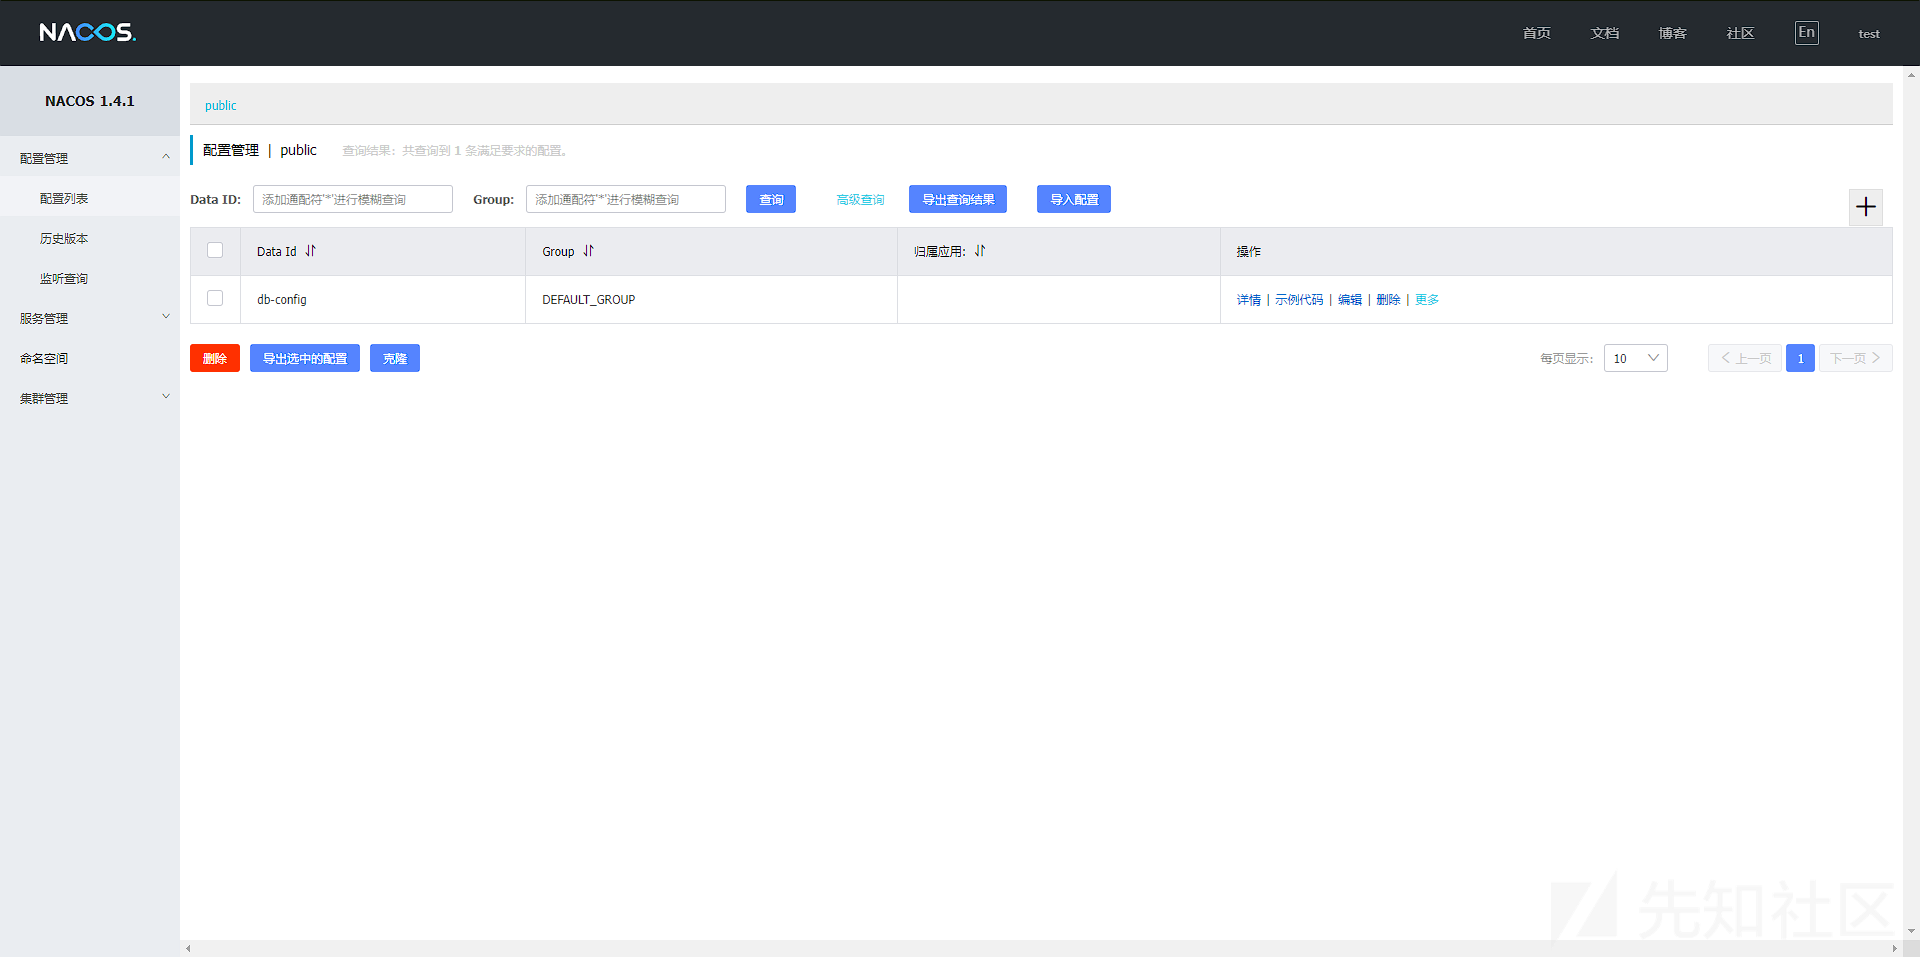 NACOS.
首页 文档 博客 社区 En test
NACOS 1.4.1
配置管理
配置列表
历史版本
监听查询
服务管理
命名空间
集群管理
public
配置管理 | public 查询结果：共查询到 1 条满足要求的配置。
Data ID: 添加通配符'*'进行模糊查询 Group: 添加通配符'*'进行模糊查询 查询 高级查询 导出查询结果 导入配置
Data Id Group 归属应用: 操作
db-config DEFAULT_GROUP 详情 | 示例代码 | 编辑 | 删除 | 更多
删除 导出选中的配置 克隆 每页显示: 10 上一页 1 下一页
先知社区